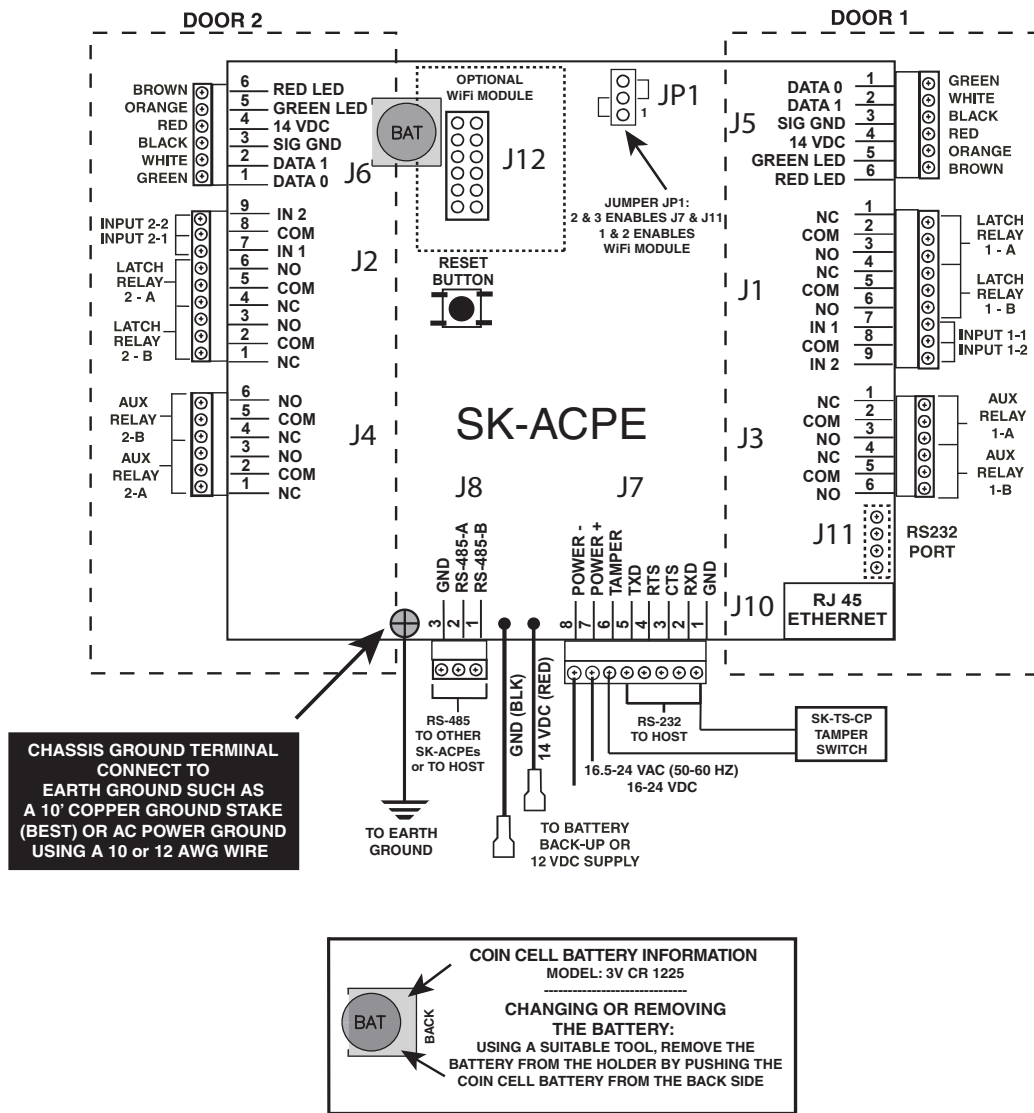 DOOR 2
DOOR 1
BROWN
ORANGE
RED
BLACK
WHITE
GREEN
6 RED LED
5 GREEN LED
4 14 VDC
3 SIG GND
2 DATA 1
1 DATA 0
J6
BAT
OPTIONAL
WiFi MODULE
J12
JP1
1
JUMPER JP1:
2 & 3 ENABLES J7 & J11
1 & 2 ENABLES
WiFi MODULE
J5
DATA 0 1
DATA 1 2
SIG GND 3
14 VDC 4
GREEN LED 5
RED LED 6
GREEN
WHITE
BLACK
RED
ORANGE
BROWN
INPUT 2-2
INPUT 2-1
LATCH
RELAY
2 - A
LATCH
RELAY
2 - B
9 IN 2
8 COM
7 IN 1
6 NO
5 COM
4 NC
3 NO
2 COM
1 NC
J2
RESET
BUTTON
J1
NC 1
COM 2
NO 3
NC 4
COM 5
NO 6
IN 1 7
COM 8
IN 2 9
LATCH
RELAY
1 - A
LATCH
RELAY
1 - B
INPUT 1-1
INPUT 1-2
AUX
RELAY
2-B
AUX
RELAY
2-A
6 NO
5 COM
4 NC
3 NO
2 COM
1 NC
J4
SK-ACPE
J3
NC 1
COM 2
NO 3
NC 4
COM 5
NO 6
AUX
RELAY
1-A
AUX
RELAY
1-B
J8
GND
RS-485-A
RS-485-B
3 2 1
J7
POWER -
POWER +
TAMPER
TXD
RTS
CTS
RXD
GND
8 7 6 5 4 3 2 1
J11
RS232
PORT
J10
RJ 45
ETHERNET
RS-485
TO OTHER
SK-ACPEs
or TO HOST
GND (BLK)
14 VDC (RED)
RS-232
TO HOST
SK-TS-CP
TAMPER
SWITCH
16.5-24 VAC (50-60 HZ)
16-24 VDC
TO BATTERY
BACK-UP OR
12 VDC SUPPLY
TO EARTH
GROUND
CHASSIS GROUND TERMINAL
CONNECT TO
EARTH GROUND SUCH AS
A 10' COPPER GROUND STAKE
(BEST) OR AC POWER GROUND
USING A 10 or 12 AWG WIRE
BAT
BACK
COIN CELL BATTERY INFORMATION
MODEL: 3V CR 1225
-------------------------------
CHANGING OR REMOVING
THE BATTERY:
USING A SUITABLE TOOL, REMOVE THE
BATTERY FROM THE HOLDER BY PUSHING THE
COIN CELL BATTERY FROM THE BACK SIDE